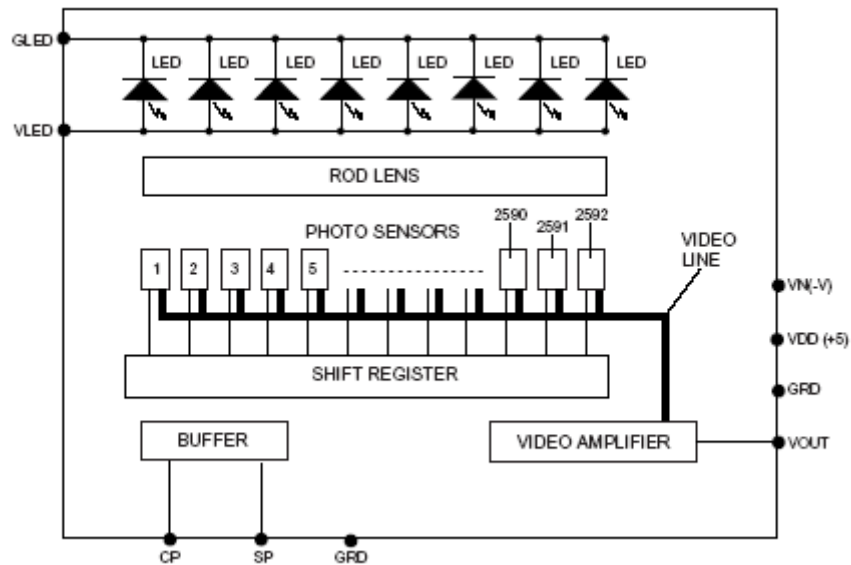 GLED
LED LED LED LED LED LED LED LED
VLED
ROD LENS
PHOTO SENSORS
2590
2591
2592
VIDEO
LINE
1 2 3 4 5
VN(-V)
VDD (+5)
SHIFT REGISTER
GRD
BUFFER
VIDEO AMPLIFIER
VOUT
CP SP GRD